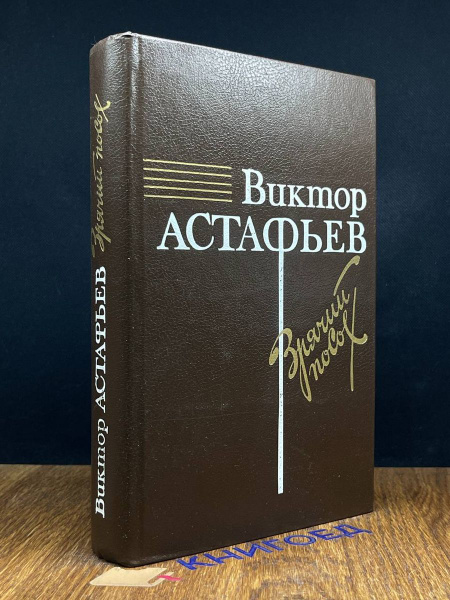 Виктор
АСТАФЬЕВ
Зрячий
посох
Виктор АСТАФЬЕВ Зрячий посох
КНИГОЕД